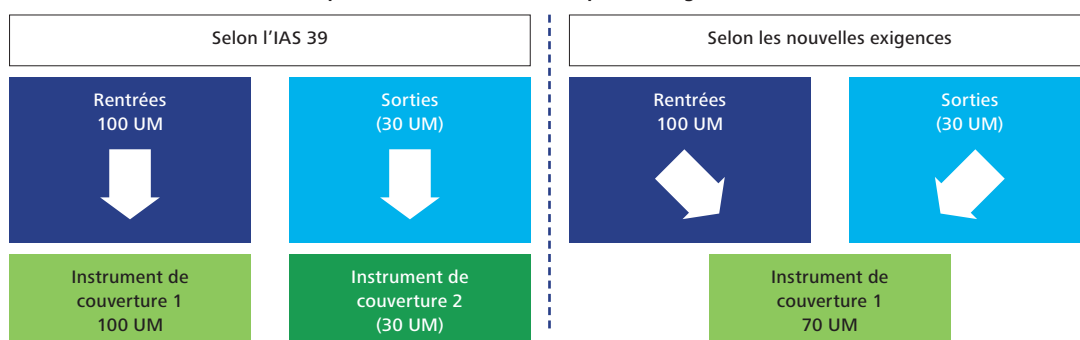 Selon l'IAS 39
Rentrées
100 UM
Sorties
(30 UM)
Instrument de
couverture 1
100 UM
Instrument de
couverture 2
(30 UM)
Selon les nouvelles exigences
Rentrées
100 UM
Sorties
(30 UM)
Instrument de
couverture 1
70 UM